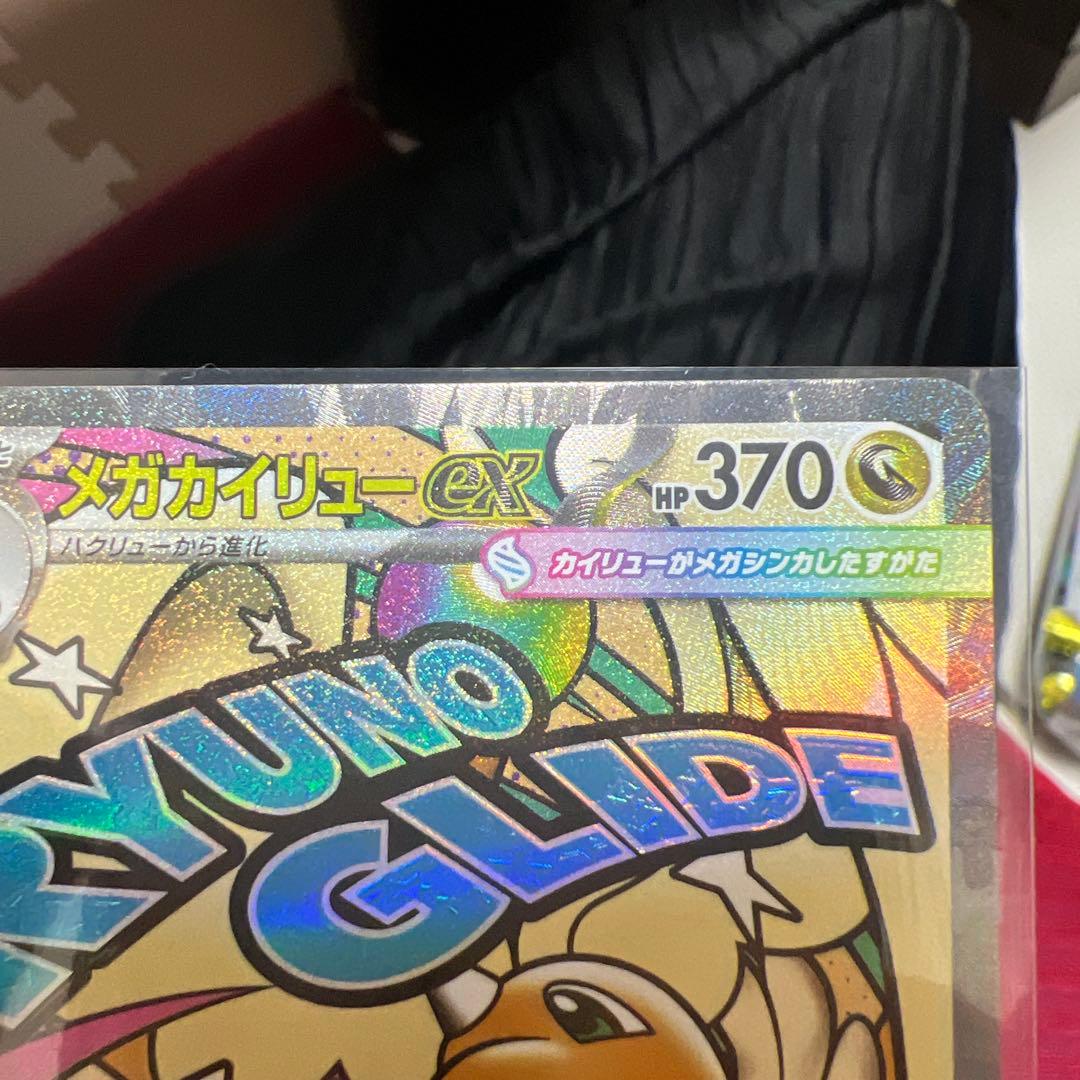 メガカイリューex HP370
ハクリューから進化
カイリューがメガシンカしたすがた
RYUNO
GLIDE